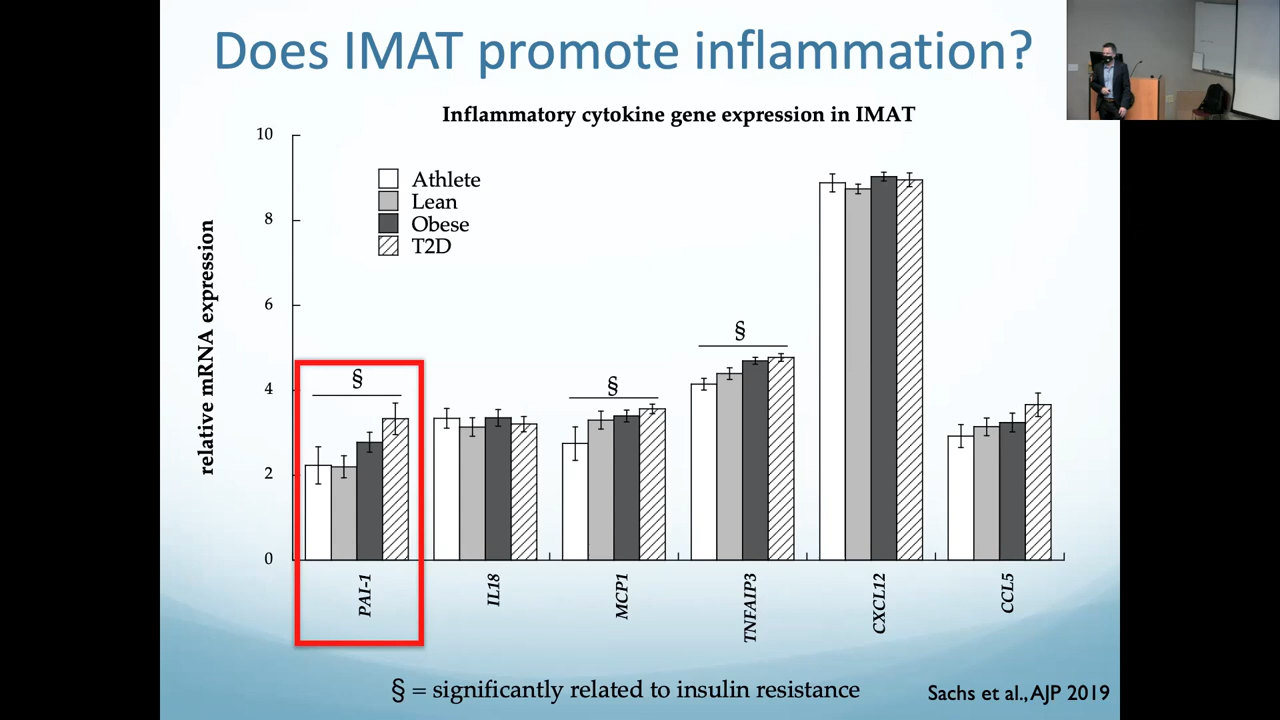 Does IMAT promote inflammation?
Inflammatory cytokine gene expression in IMAT
10
8
6
4
2
0
relative mRNA expression
Athlete
Lean
Obese
T2D
§
§
§
PAI-1
IL18
MCP1
TNFAIP3
CXCL12
CCL5
§ = significantly related to insulin resistance
Sachs et al., AJP 2019